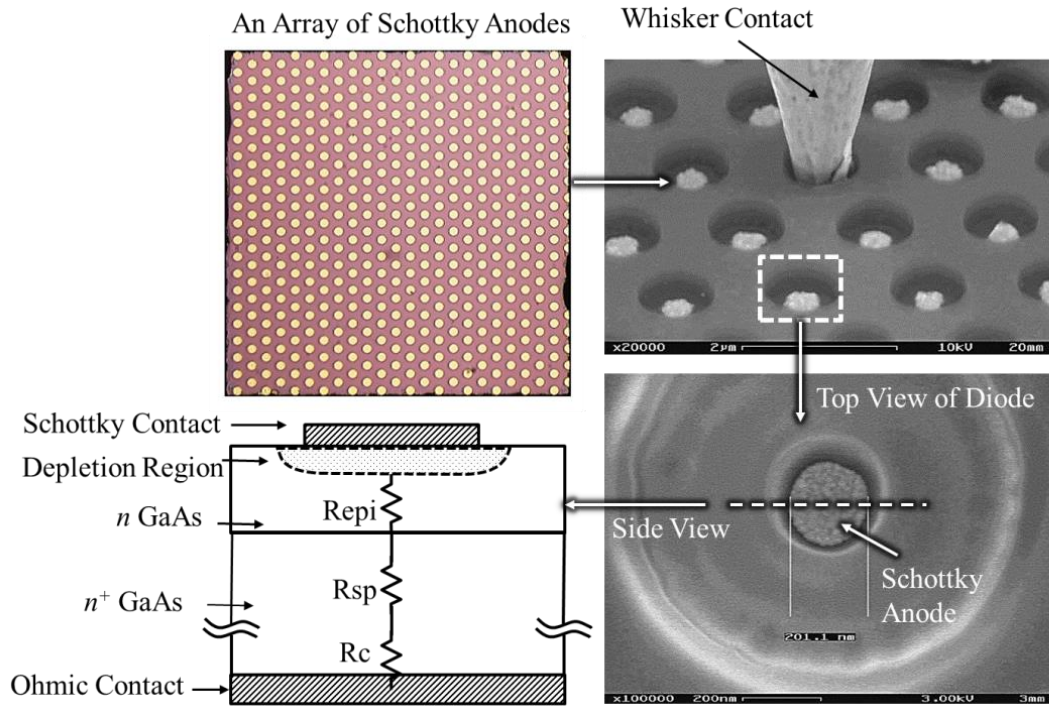 An Array of Schottky Anodes
Whisker Contact
x20000 2μm 10kV 20mm
Top View of Diode
Schottky Contact
Depletion Region
n GaAs
Repi
n⁺ GaAs
Rsp
Rc
Ohmic Contact
Side View
Schottky
Anode
201.1 nm
x100000 200nm 3.00kV 3mm